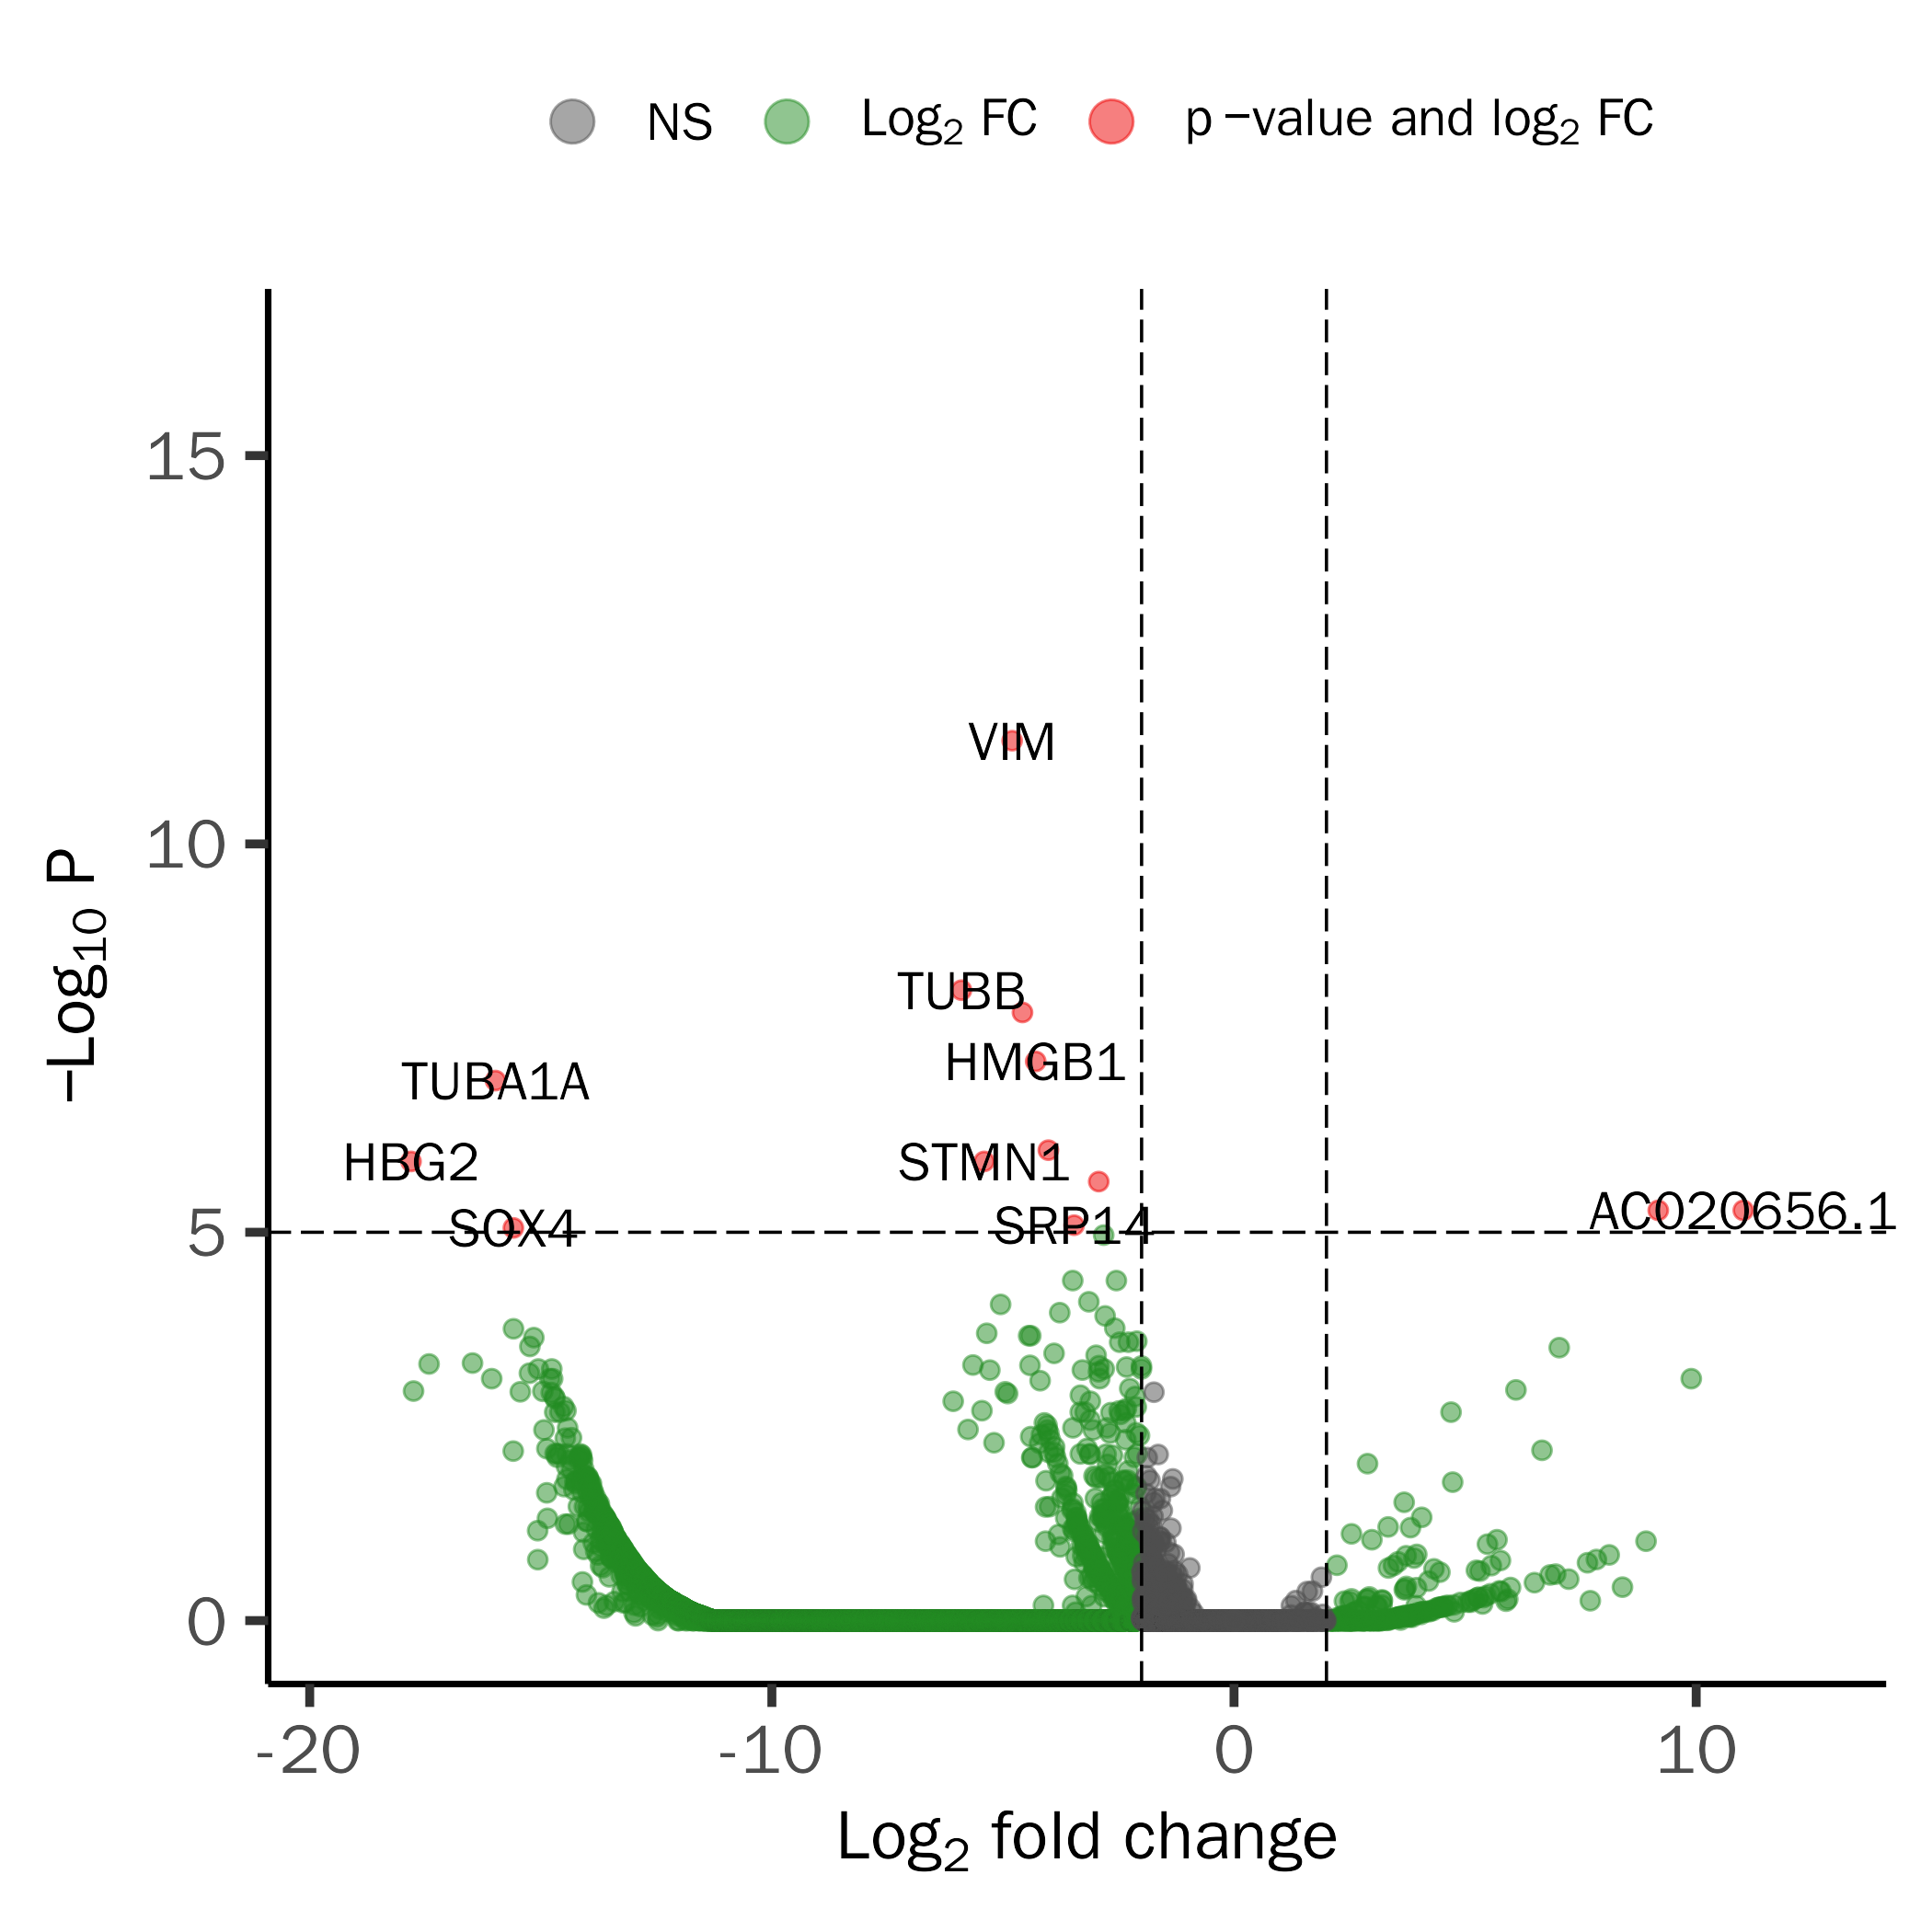 NS Log2 FC p −value and log2 FC
15
10
5
0
−Log10 P
VIM
TUBB
HMGB1
TUBA1A
HBG2
STMN1
SOX4
SRP14
AC020656.1
-20 -10 0 10
Log2 fold change